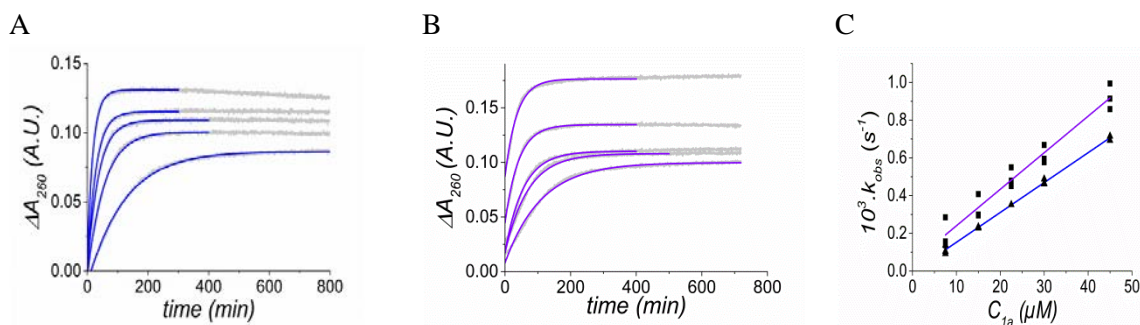 A
ΔA260 (A.U.)
0.15
0.10
0.05
0.00
0 200 400 600 800
time (min)
B
ΔA260 (A.U.)
0.15
0.10
0.05
0.00
0 200 400 600 800
time (min)
C
10³.kobs (s⁻¹)
1.0
0.8
0.6
0.4
0.2
0.0
0 10 20 30 40 50
C1a (μM)